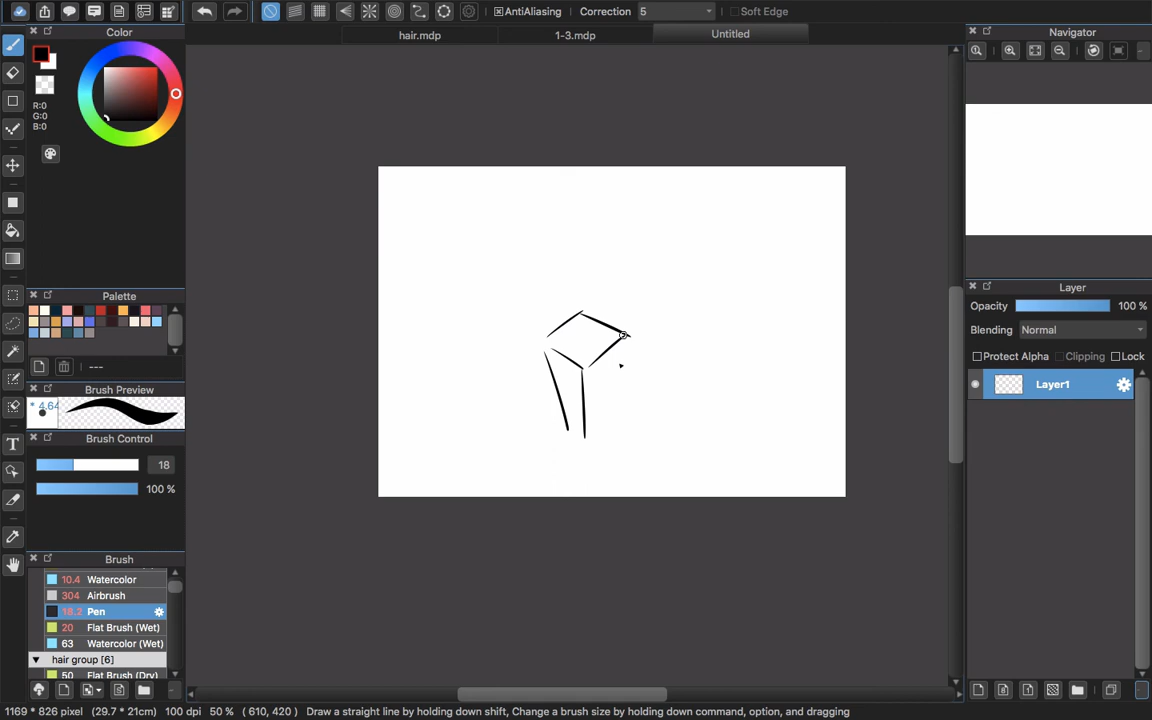 AntiAliasing Correction 5 Soft Edge
Color
hair.mdp 1-3.mdp Untitled
Navigator
R:0
G:0
B:0
Palette
---
Brush Preview
* 4.64
Brush Control
18
100 %
Brush
10.4 Watercolor
304 Airbrush
18.2 Pen
20 Flat Brush (Wet)
63 Watercolor (Wet)
hair group [6]
50 Flat Brush (Dry)
Layer
Opacity 100 %
Blending Normal
Protect Alpha Clipping Lock
Layer1
1169 * 826 pixel (29.7 * 21cm) 100 dpi 50 % ( 610, 420 ) Draw a straight line by holding down shift, Change a brush size by holding down command, option, and dragging